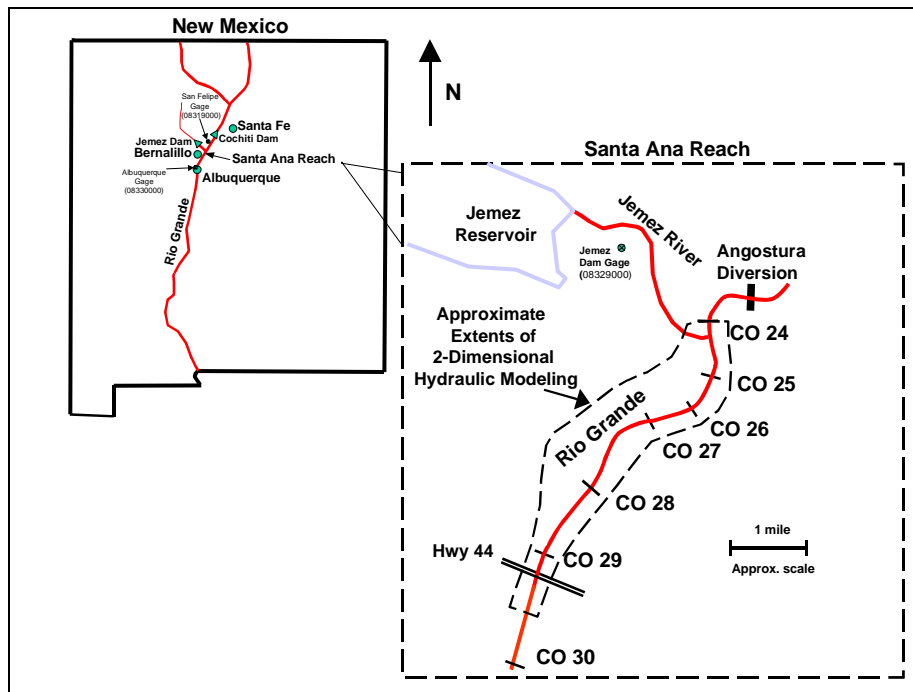 New Mexico
San Felipe
Gage
(08319000)
Santa Fe
Cochiti Dam
Jemez Dam
Bernalillo
Santa Ana Reach
Albuquerque
Gage
(08330000)
Albuquerque
Rio Grande
N
Santa Ana Reach
Jemez
Reservoir
Jemez River
Jemez
Dam Gage
(08329000)
Angostura
Diversion
Approximate
Extents of
2-Dimensional
Hydraulic Modeling
CO 24
CO 25
CO 26
CO 27
Rio Grande
CO 28
CO 29
Hwy 44
CO 30
1 mile
Approx. scale